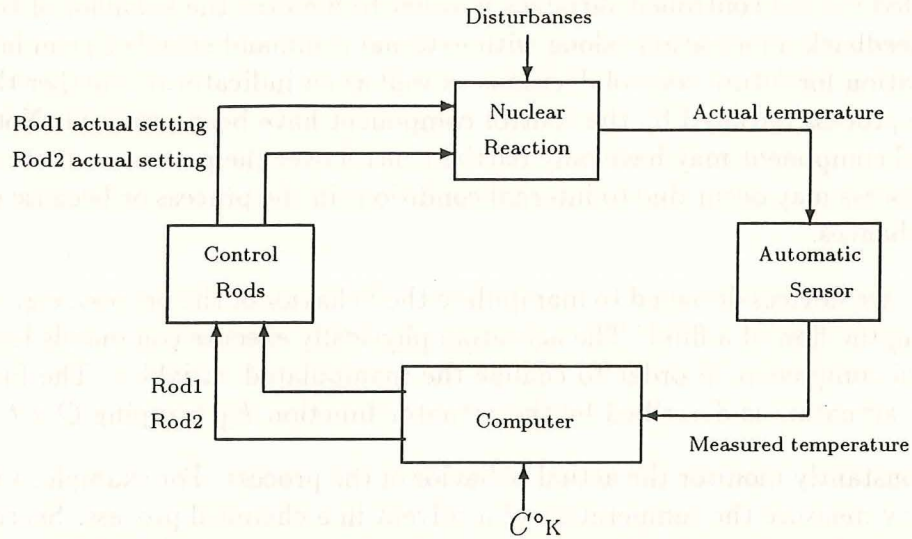 Disturbanses
Nuclear
Reaction
Actual temperature
Rod1 actual setting
Rod2 actual setting
Control
Rods
Automatic
Sensor
Rod1
Rod2
Computer
Measured temperature
C°K